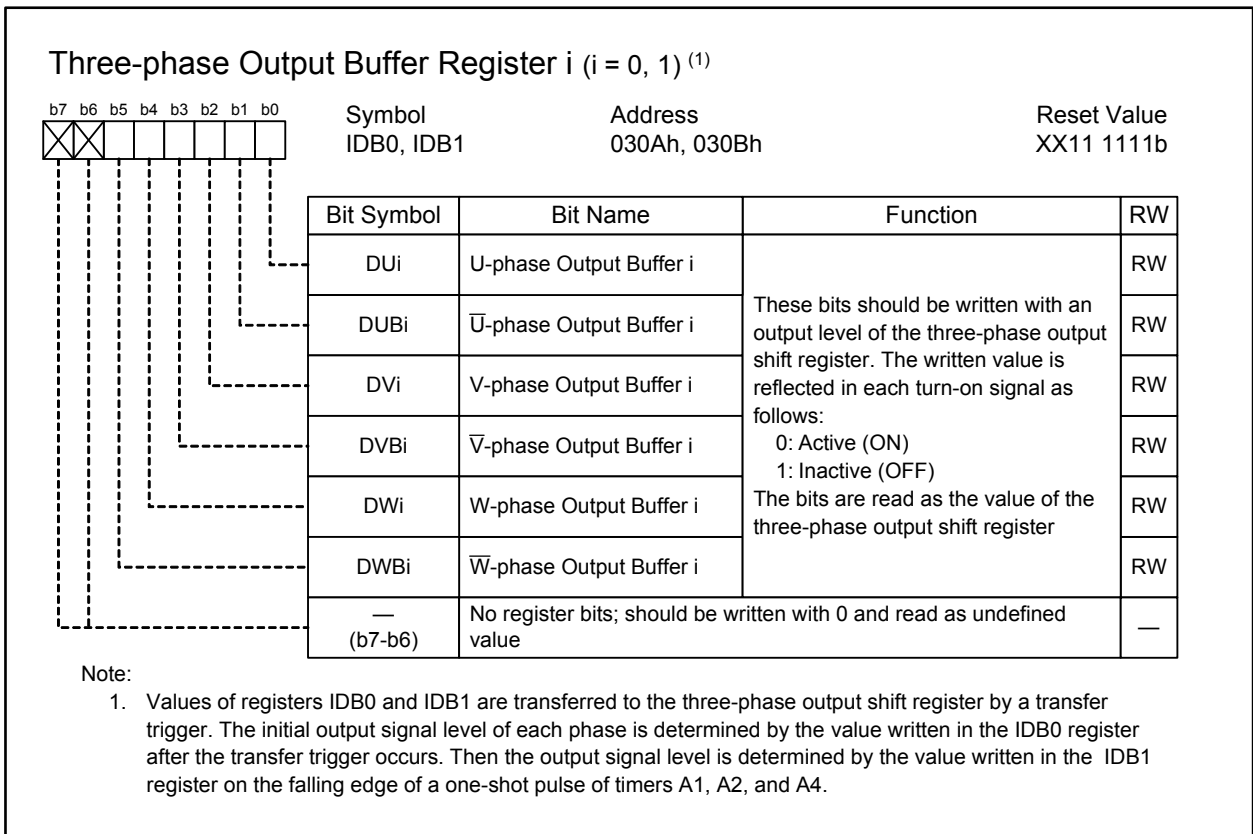 Three-phase Output Buffer Register i (i = 0, 1) (1)
b7 b6 b5 b4 b3 b2 b1 b0
Symbol Address Reset Value
IDB0, IDB1 030Ah, 030Bh XX11 1111b
Bit Symbol Bit Name Function RW
DUi U-phase Output Buffer i RW
DUBi U̅-phase Output Buffer i RW
DVi V-phase Output Buffer i RW
DVBi V̅-phase Output Buffer i RW
DWi W-phase Output Buffer i RW
DWBi W̅-phase Output Buffer i RW
These bits should be written with an
output level of the three-phase output
shift register. The written value is
reflected in each turn-on signal as
follows:
0: Active (ON)
1: Inactive (OFF)
The bits are read as the value of the
three-phase output shift register
—
(b7-b6)
No register bits; should be written with 0 and read as undefined
value
—
Note:
1. Values of registers IDB0 and IDB1 are transferred to the three-phase output shift register by a transfer
trigger. The initial output signal level of each phase is determined by the value written in the IDB0 register
after the transfer trigger occurs. Then the output signal level is determined by the value written in the IDB1
register on the falling edge of a one-shot pulse of timers A1, A2, and A4.